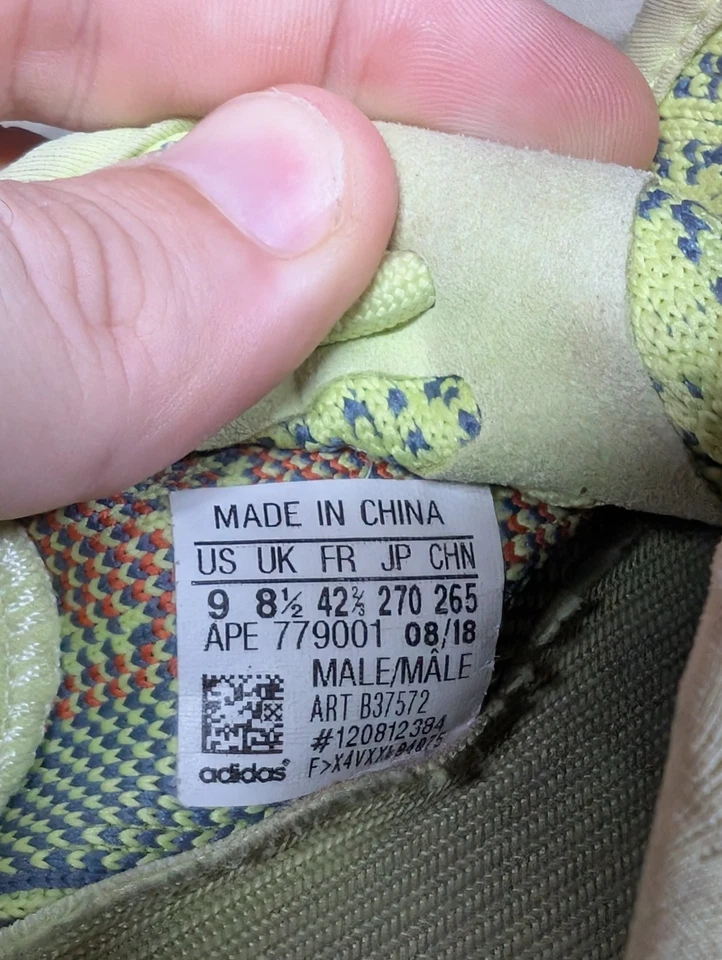 MADE IN CHINA
US UK FR JP CHN
9 8½ 42⅔ 270 265
APE 779001 08/18
MALE/MÂLE
ART B37572
#120812384
adidas